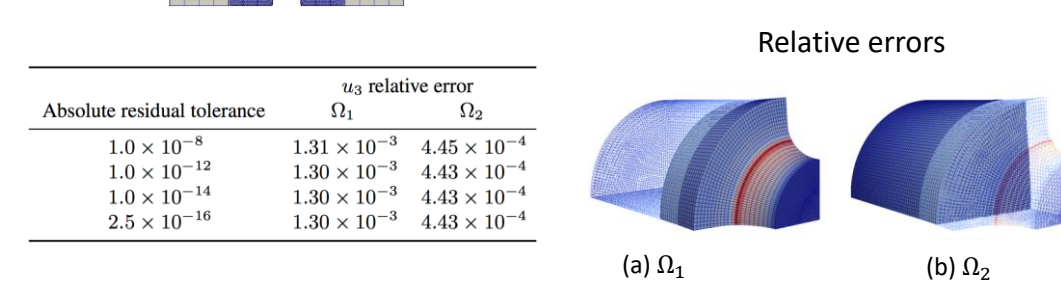 Relative errors
u₃ relative error
Absolute residual tolerance Ω₁ Ω₂
1.0 × 10⁻⁸ 1.31 × 10⁻³ 4.45 × 10⁻⁴
1.0 × 10⁻¹² 1.30 × 10⁻³ 4.43 × 10⁻⁴
1.0 × 10⁻¹⁴ 1.30 × 10⁻³ 4.43 × 10⁻⁴
2.5 × 10⁻¹⁶ 1.30 × 10⁻³ 4.43 × 10⁻⁴
(a) Ω₁
(b) Ω₂